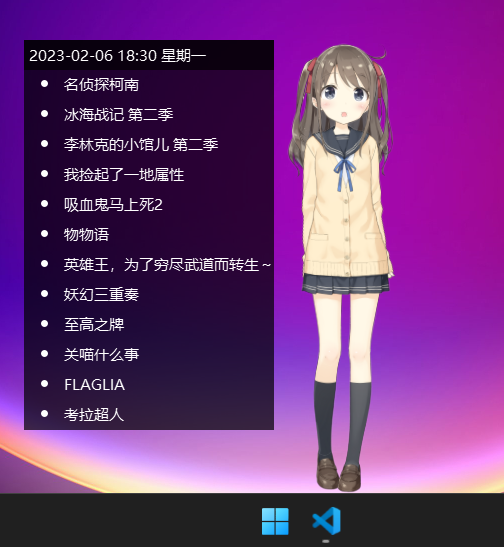 2023-02-06 18:30 星期一
名侦探柯南
冰海战记 第二季
李林克的小馆儿 第二季
我捡起了一地属性
吸血鬼马上死2
物物语
英雄王，为了穷尽武道而转生～
妖幻三重奏
至高之牌
关喵什么事
FLAGLIA
考拉超人